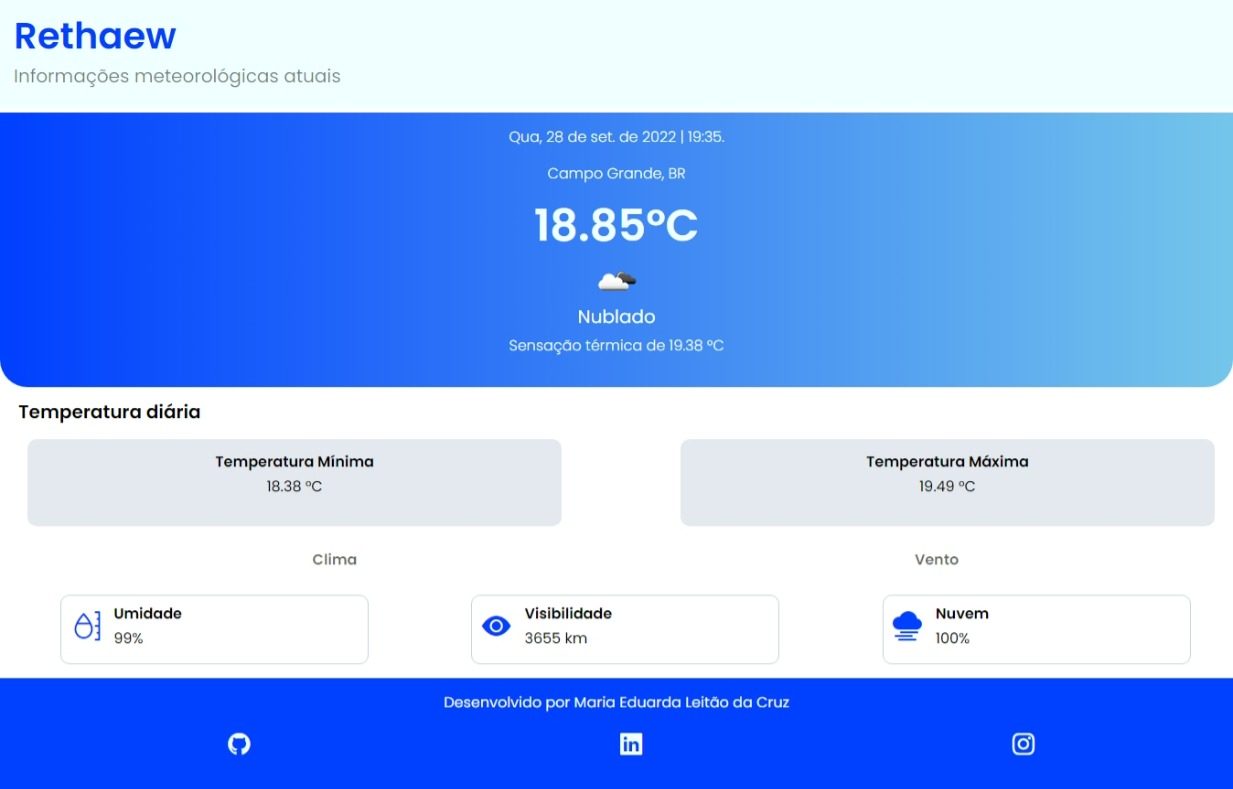 Rethaew
Informações meteorológicas atuais
Qua, 28 de set. de 2022 | 19:35.
Campo Grande, BR
18.85°C
Nublado
Sensação térmica de 19.38 °C
Temperatura diária
Temperatura Mínima
18.38 °C
Temperatura Máxima
19.49 °C
Clima
Vento
Umidade
99%
Visibilidade
3655 km
Nuvem
100%
Desenvolvido por Maria Eduarda Leitão da Cruz
in